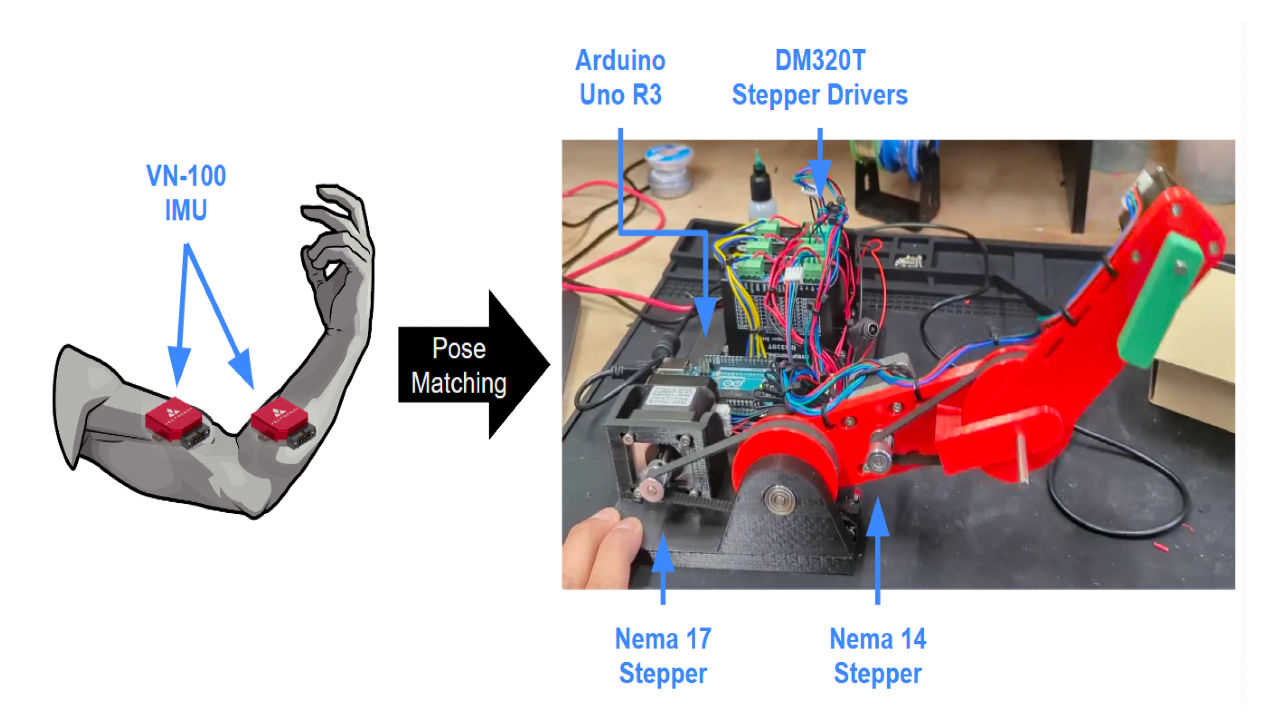 Arduino
Uno R3
DM320T
Stepper Drivers
VN-100
IMU
Pose
Matching
Nema 17
Stepper
Nema 14
Stepper